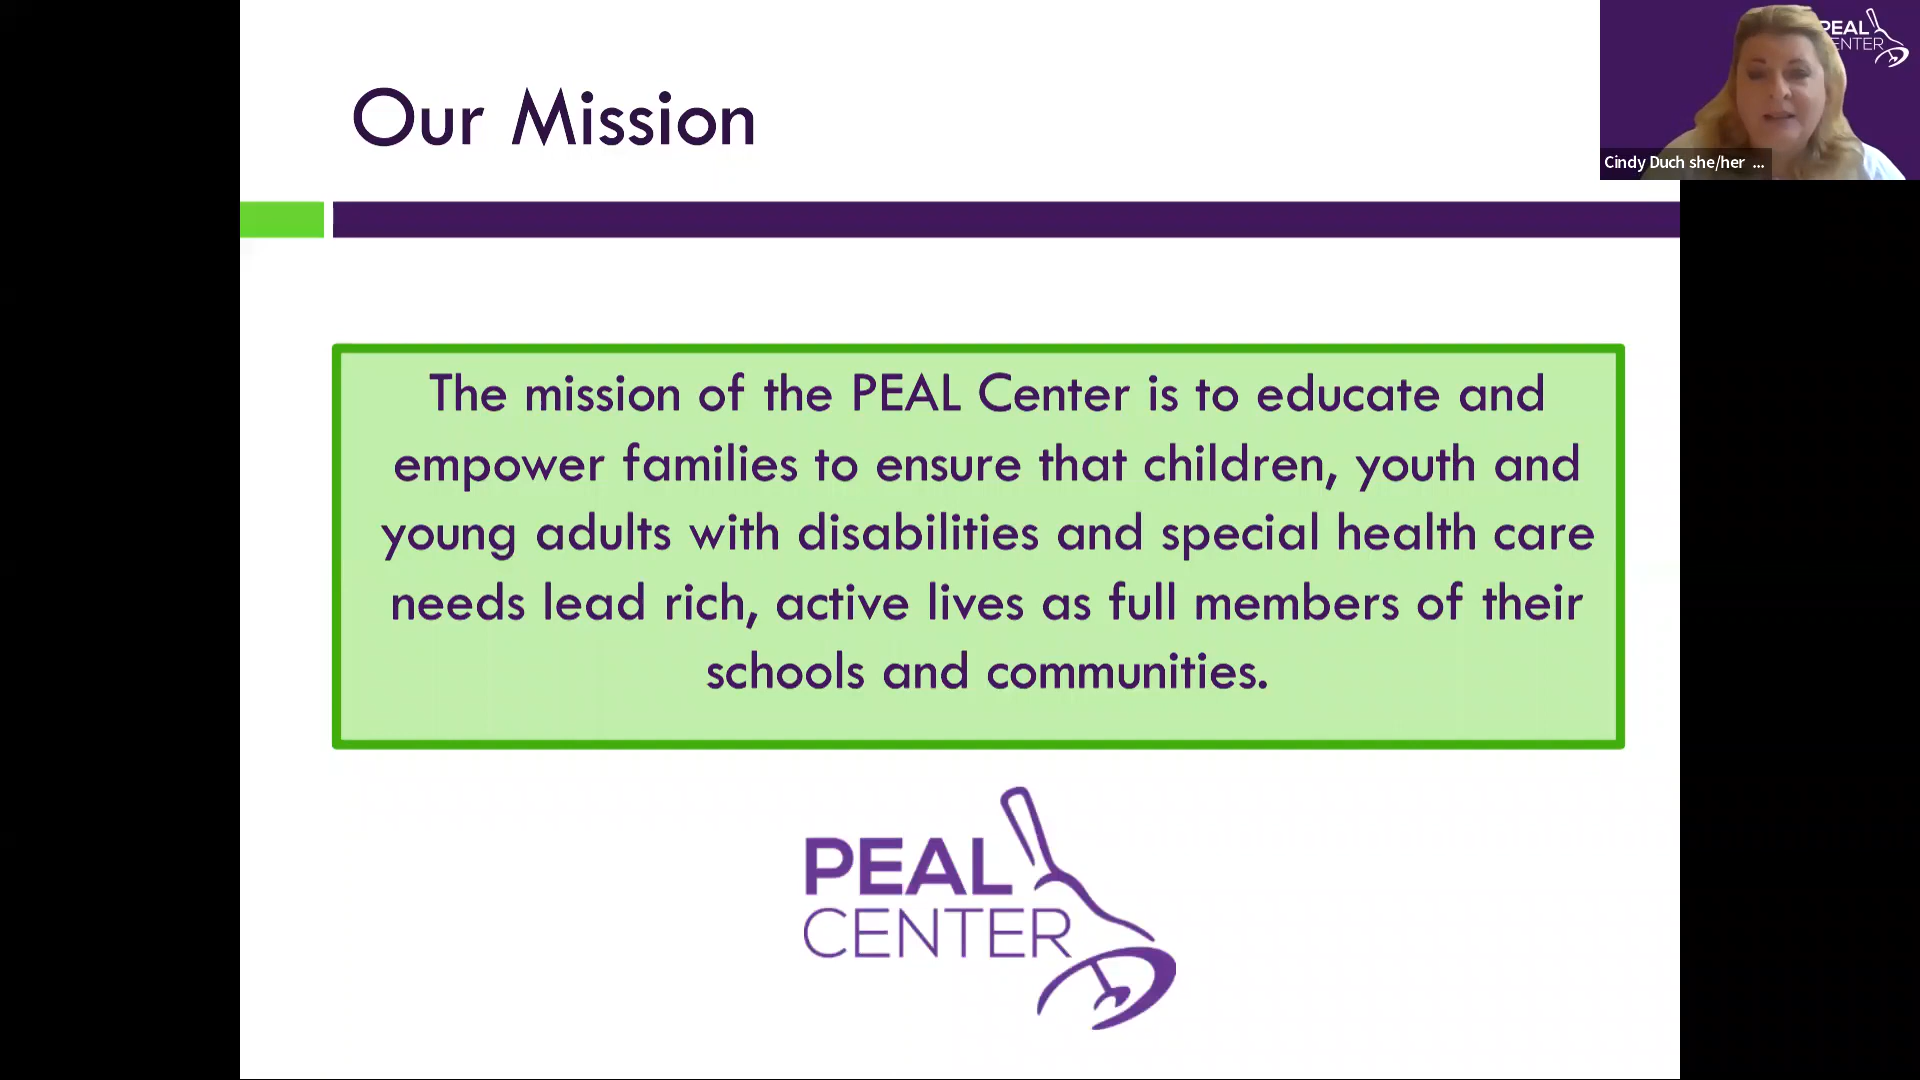 Our Mission
PEAL
ENTER
Cindy Duch she/her ...
The mission of the PEAL Center is to educate and
empower families to ensure that children, youth and
young adults with disabilities and special health care
needs lead rich, active lives as full members of their
schools and communities.
PEAL
CENTER